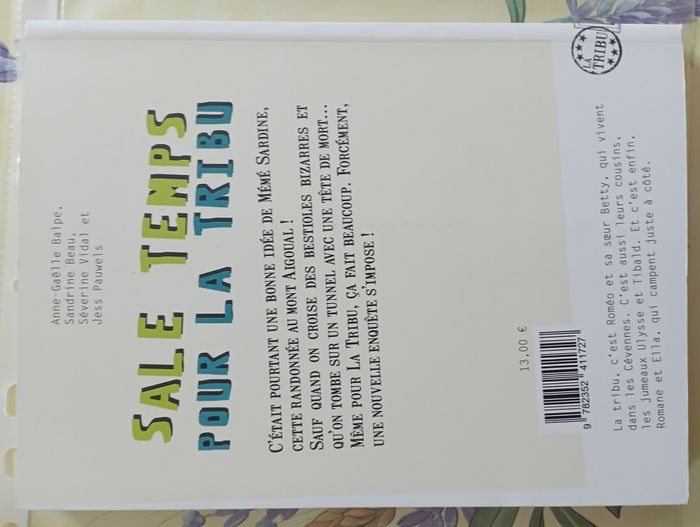 Anne-Gaëlle Balpe,
Sandrine Beau,
Séverine Vidal et
Jess Pauwels
SALE TEMPS
POUR LA TRIBU
C'ÉTAIT POURTANT UNE BONNE IDÉE DE MÉMÉ SARDINE,
CETTE RANDONNÉE AU MONT AIGOUAL !
SAUF QUAND ON CROISE DES BESTIOLES BIZARRES ET
QU'ON TOMBE SUR UN TUNNEL AVEC UNE TÊTE DE MORT...
MÊME POUR LA TRIBU, ÇA FAIT BEAUCOUP. FORCÉMENT,
UNE NOUVELLE ENQUÊTE S'IMPOSE !
13,00 €
9 782352 411727
La tribu, c'est Roméo et sa sœur Betty, qui vivent
dans les Cévennes. C'est aussi leurs cousins,
les jumeaux Ulysse et Tibald. Et c'est enfin,
Romane et Ella, qui campent juste à côté.
LA
TRIBU